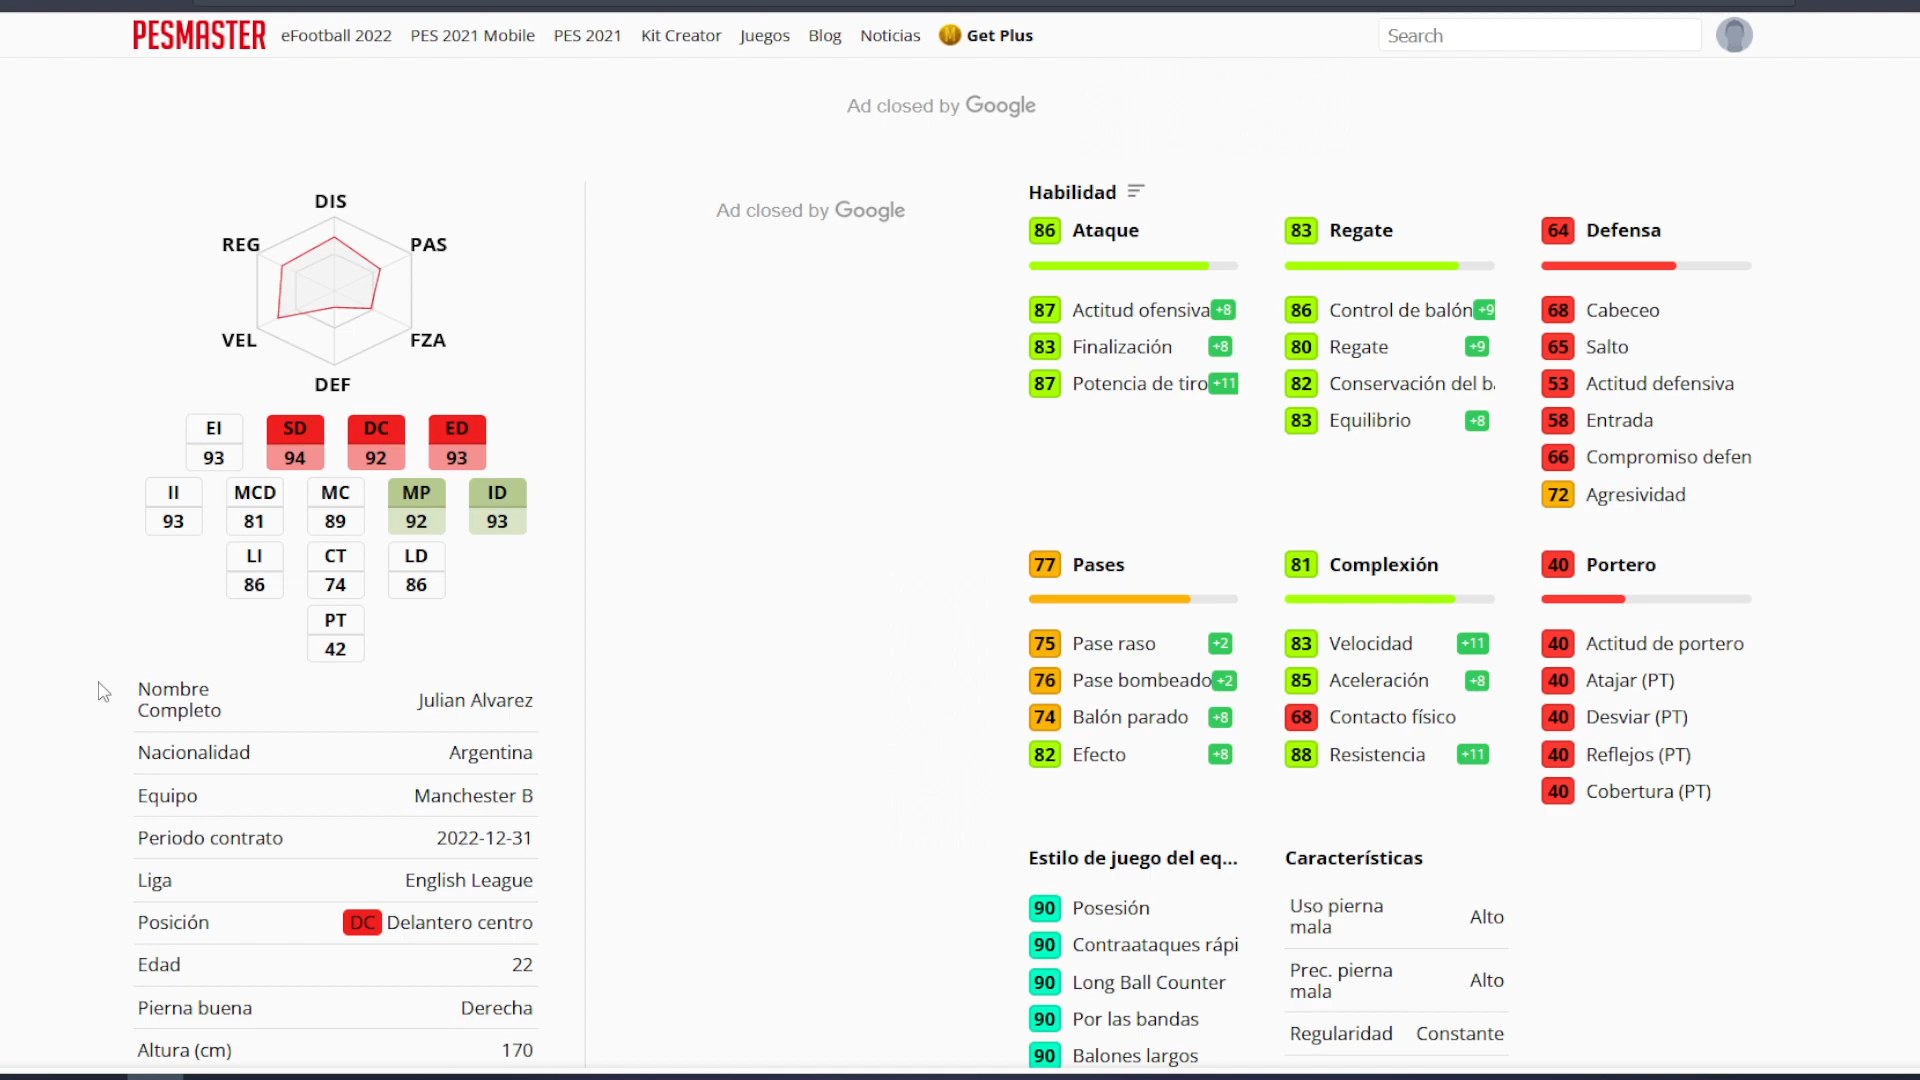 PESMASTER eFootball 2022 PES 2021 Mobile PES 2021 Kit Creator Juegos Blog Noticias Get Plus Search
Ad closed by Google
DIS
REG PAS
VEL FZA
DEF
EI SD DC ED
93 94 92 93
II MCD MC MP ID
93 81 89 92 93
LI CT LD
86 74 86
PT
42
Nombre
Completo
Julian Alvarez
Nacionalidad Argentina
Equipo Manchester B
Periodo contrato 2022-12-31
Liga English League
Posición DC Delantero centro
Edad 22
Pierna buena Derecha
Altura (cm) 170
Ad closed by Google
Habilidad
86 Ataque
87 Actitud ofensiva +8
83 Finalización +8
87 Potencia de tiro +11
83 Regate
86 Control de balón +9
80 Regate +9
82 Conservación del b
83 Equilibrio +8
64 Defensa
68 Cabeceo
65 Salto
53 Actitud defensiva
58 Entrada
66 Compromiso defen
72 Agresividad
77 Pases
75 Pase raso +2
76 Pase bombeado +2
74 Balón parado +8
82 Efecto +8
81 Complexión
83 Velocidad +11
85 Aceleración +8
68 Contacto físico
88 Resistencia +11
40 Portero
40 Actitud de portero
40 Atajar (PT)
40 Desviar (PT)
40 Reflejos (PT)
40 Cobertura (PT)
Estilo de juego del eq...
90 Posesión
90 Contraataques rápi
90 Long Ball Counter
90 Por las bandas
90 Balones largos
Características
Uso pierna
mala
Alto
Prec. pierna
mala
Alto
Regularidad Constante